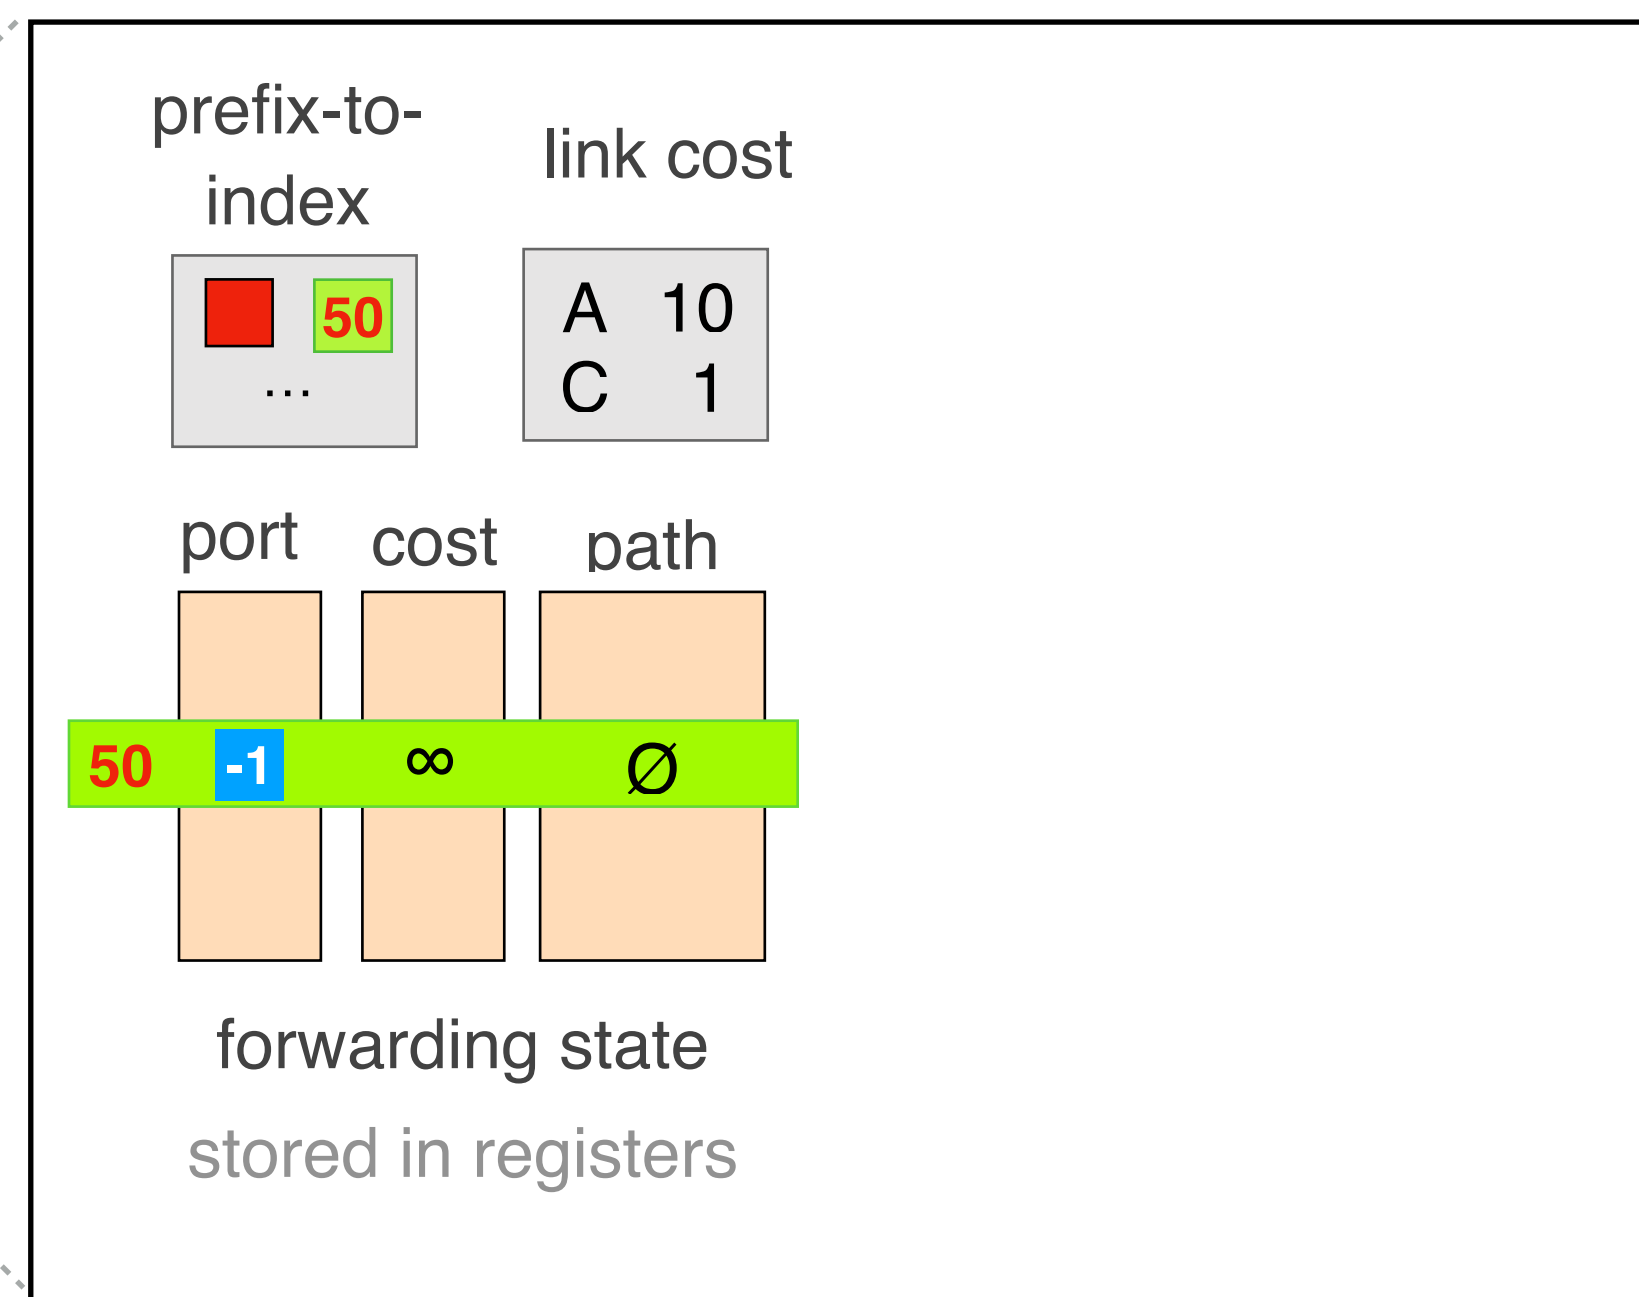 prefix-to-
index
link cost
50
...
A 10
C 1
port cost path
50 -1 ∞ Ø
forwarding state
stored in registers